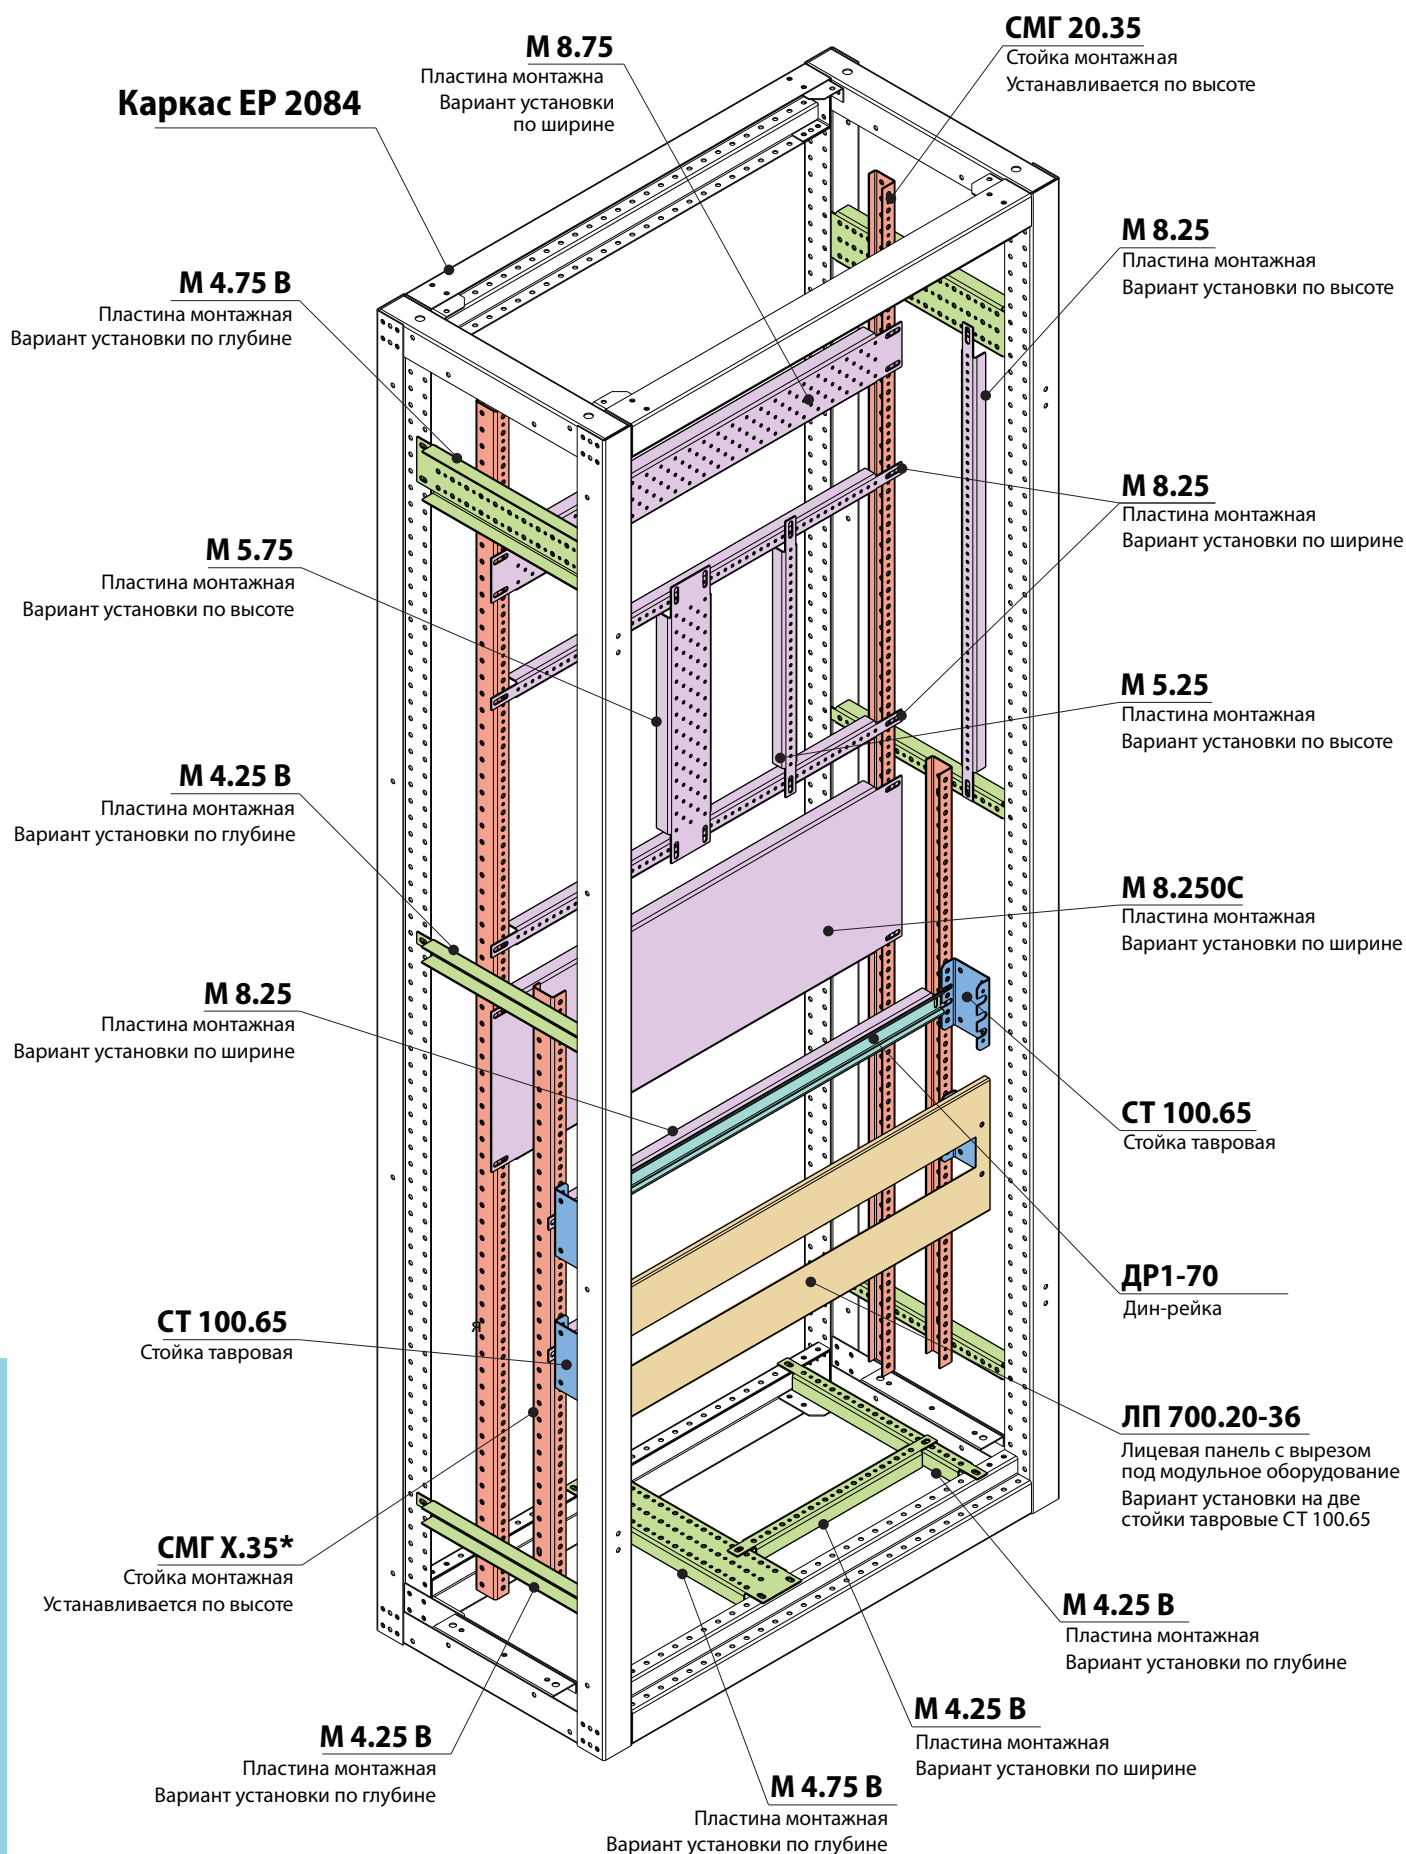 СМГ 20.35
Стойка монтажная
Устанавливается по высоте
М 8.75
Пластина монтажна
Вариант установки
по ширине
Каркас ЕР 2084
М 8.25
Пластина монтажная
Вариант установки по высоте
М 4.75 В
Пластина монтажная
Вариант установки по глубине
М 8.25
Пластина монтажная
Вариант установки по ширине
М 5.75
Пластина монтажная
Вариант установки по высоте
М 5.25
Пластина монтажная
Вариант установки по высоте
М 4.25 В
Пластина монтажная
Вариант установки по глубине
М 8.250С
Пластина монтажная
Вариант установки по ширине
М 8.25
Пластина монтажная
Вариант установки по ширине
СТ 100.65
Стойка тавровая
ДР1-70
Дин-рейка
СТ 100.65
Стойка тавровая
Я
ЛП 700.20-36
Лицевая панель с вырезом
под модульное оборудование
Вариант установки на две
стойки тавровые СТ 100.65
СМГ Х.35*
Стойка монтажная
Устанавливается по высоте
М 4.25 В
Пластина монтажная
Вариант установки по глубине
М 4.25 В
Пластина монтажная
Вариант установки по ширине
М 4.25 В
Пластина монтажная
Вариант установки по глубине
М 4.75 В
Пластина монтажная
Вариант установки по глубине